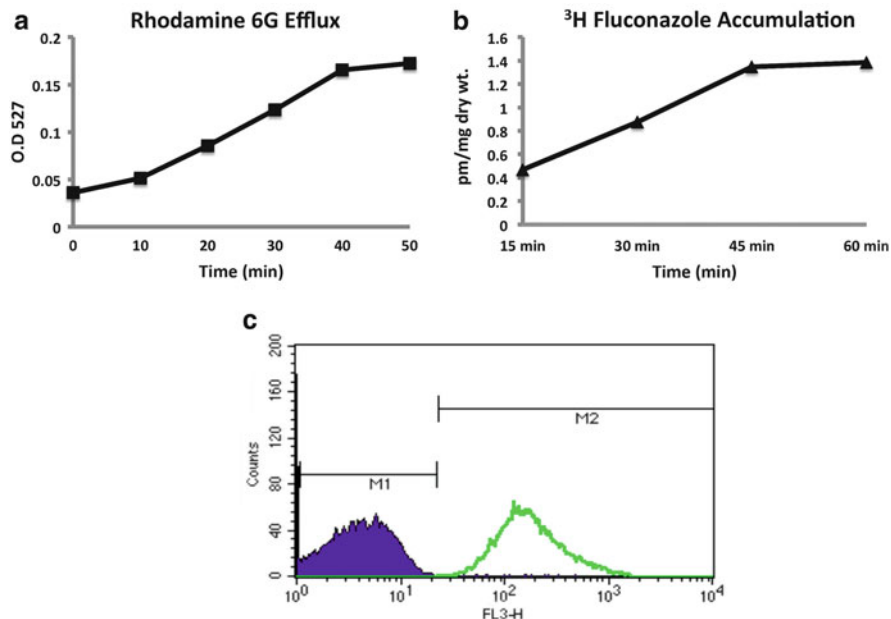 a
Rhodamine 6G Efflux
0.2
0.15
0.1
0.05
0
O.D 527
0 10 20 30 40 50
Time (min)
b
³H Fluconazole Accumulation
1.6
1.4
1.2
1
0.8
0.6
0.4
0.2
0
pm/mg dry wt.
15 min 30 min 45 min 60 min
Time (min)
c
200
160
120
80
40
0
Counts
M1
M2
10⁰ 10¹ 10² 10³ 10⁴
FL3-H